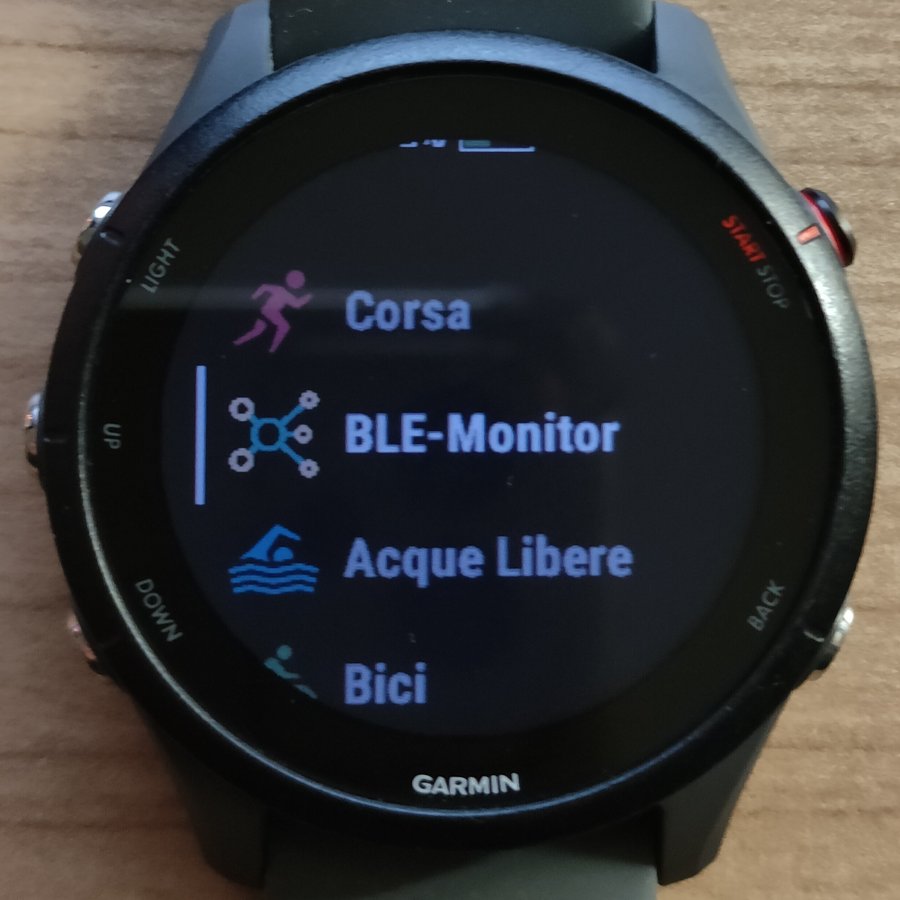 START STOP
LIGHT
Corsa
UP
BLE-Monitor
Acque Libere
DOWN
BACK
Bici
GARMIN